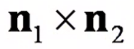 n₁ × n₂